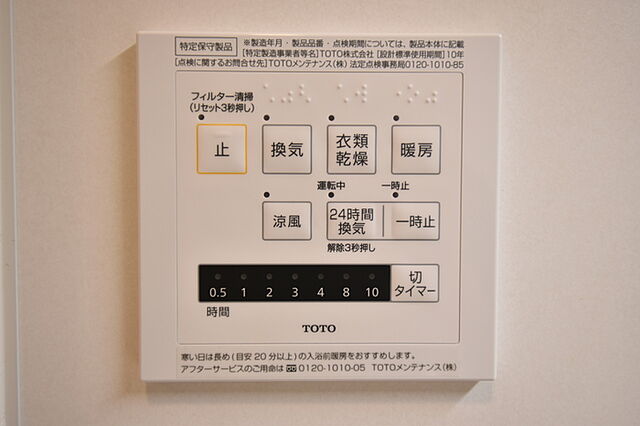 特定保守製品
※製造年月・製品品番・点検期間については、製品本体に記載
[特定製造事業者等名]TOTO株式会社 [設計標準使用期間]10年
[点検に関するお問合せ先]TOTOメンテナンス(株) 法定点検事務局0120-1010-85
フィルター清掃
(リセット3秒押し)
止
換気
衣類
乾燥
暖房
運転中
一時止
涼風
24時間
換気
一時止
解除3秒押し
0.5 1 2 3 4 8 10
切
タイマー
時間
TOTO
寒い日は長め(目安20分以上)の入浴前暖房をおすすめします。
アフターサービスのご用命は 0120-1010-05 TOTOメンテナンス(株)